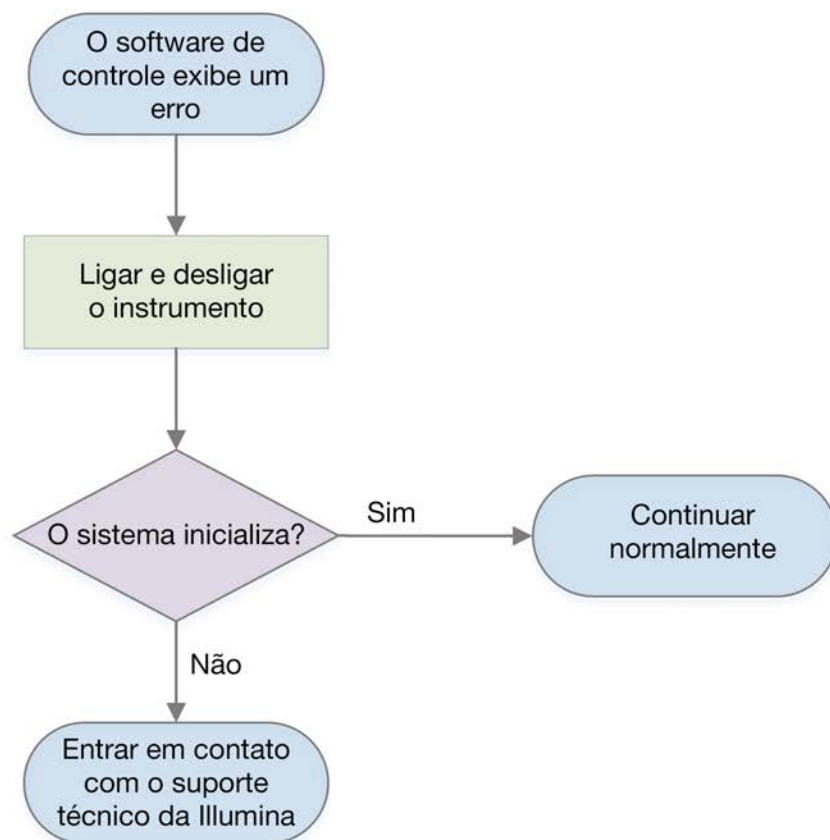 O software de
controle exibe um
erro
Ligar e desligar
o instrumento
O sistema inicializa?
Sim
Continuar
normalmente
Não
Entrar em contato
com o suporte
técnico da Illumina